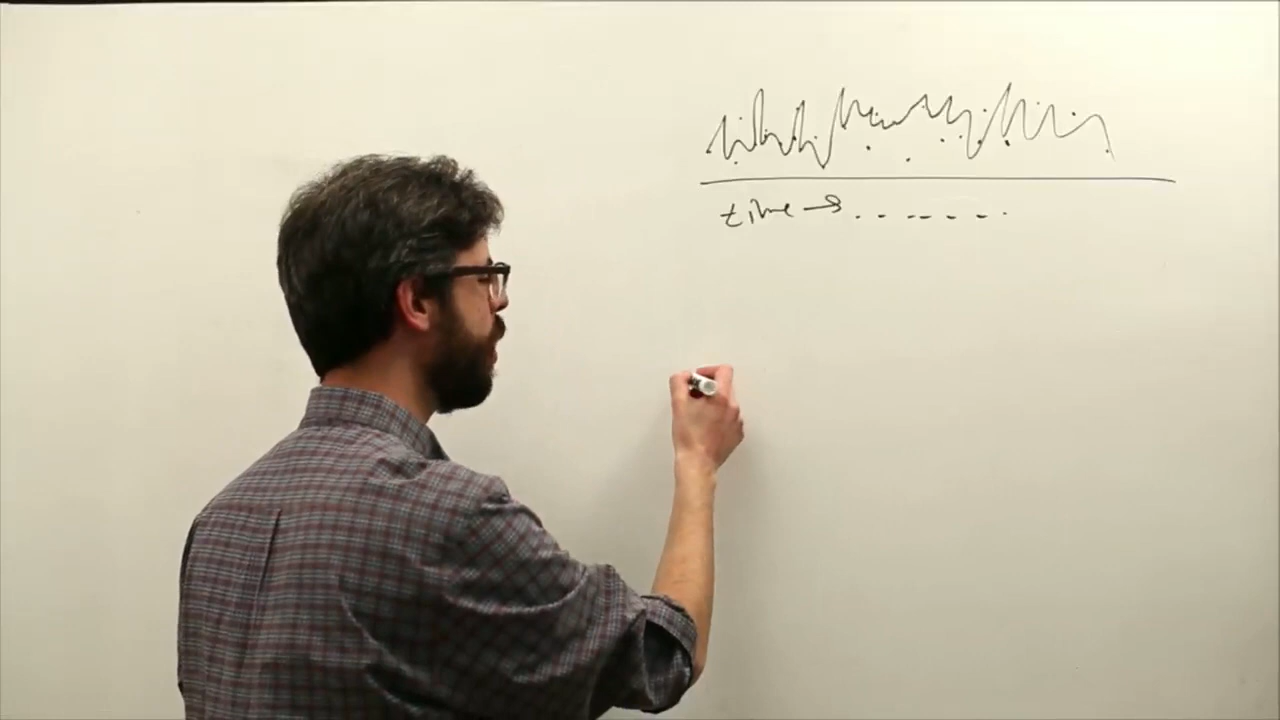 time → . - - - - - .